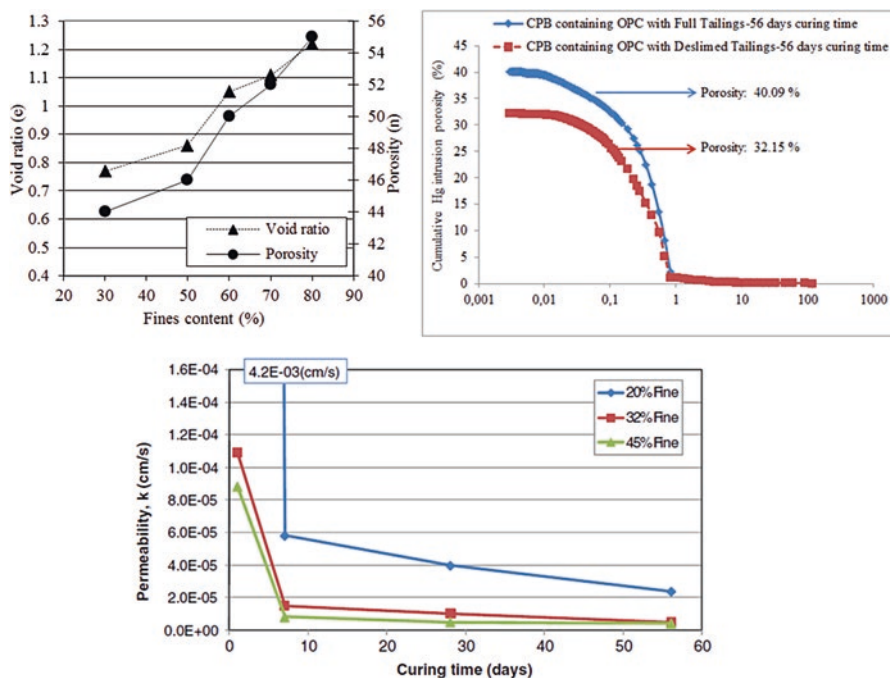 1.3
1.2
1.1
1
0.9
0.8
0.7
0.6
0.5
0.4
Void ratio (e)
56
54
52
50
48
46
44
42
40
Porosity (n)
Void ratio
Porosity
20 30 40 50 60 70 80 90
Fines content (%)
CPB containing OPC with Full Tailings-56 days curing time
CPB containing OPC with Deslimed Tailings-56 days curing time
Cumulative Hg intrusion porosity (%)
45
40
35
30
25
20
15
10
5
0
Porosity: 40.09 %
Porosity: 32.15 %
0,001 0,01 0,1 1 10 100 1000
4.2E-03(cm/s)
Permeability, k (cm/s)
1.6E-04
1.4E-04
1.2E-04
1.0E-04
8.0E-05
6.0E-05
4.0E-05
2.0E-05
0.0E+00
20%Fine
32%Fine
45%Fine
0 10 20 30 40 50 60
Curing time (days)